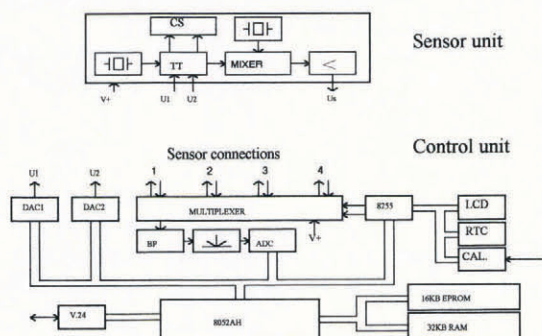 CS
Sensor unit
TT
MIXER
<
V+
U1
U2
Us
Control unit
Sensor connections
U1
U2
1
2
3
4
DAC1
DAC2
MULTIPLEXER
8255
LCD
RTC
CAL.
V+
BP
ADC
V.24
8052AH
16KB EPROM
32KB RAM